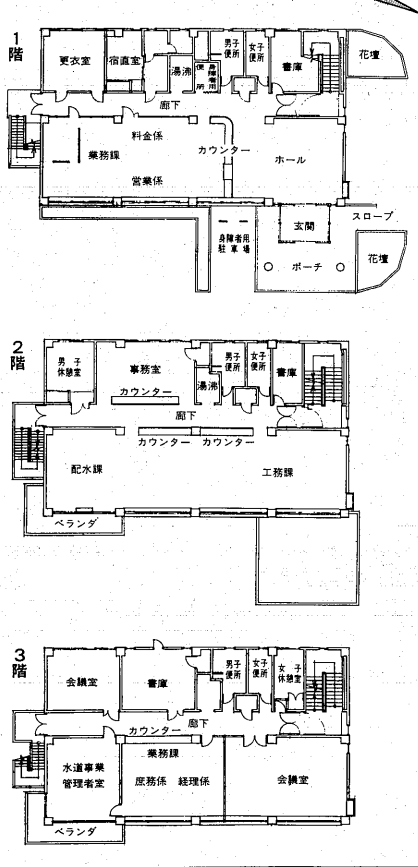 1階
更衣室
宿直室
湯沸
身障者用
便所
男子
便所
女子
便所
書庫
花壇
廊下
料金係
カウンター
業務課
ホール
営業係
スロープ
玄関
身障者用
駐車場
ポーチ
花壇
2階
男子
休憩室
事務室
カウンター
湯沸
男子
便所
女子
便所
書庫
廊下
カウンター カウンター
配水課
工務課
ベランダ
3階
会議室
書庫
男子
便所
女子
便所
女子
休憩室
廊下
カウンター
水道事業
管理者室
業務課
庶務係 経理係
会議室
ベランダ